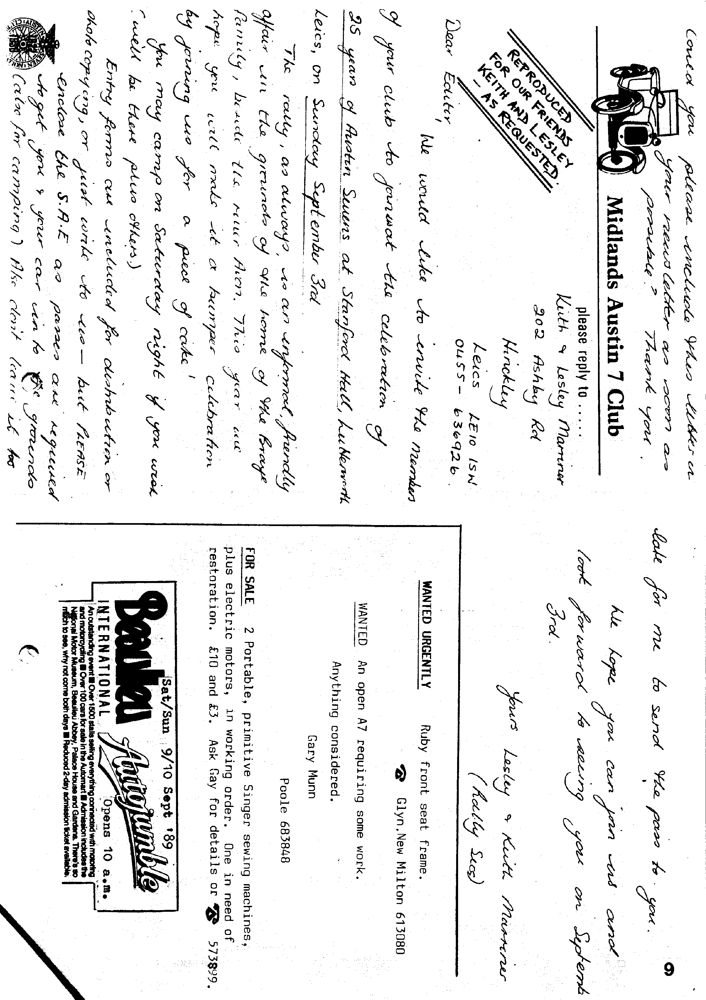 Could you please include this letter in
your newsletter as soon as
possible? Thank you.
Midlands Austin 7 Club
please reply to .....
Keith & Lesley Marriner
202 Ashby Rd
Hinckley
Leics LE10 1SW
0455 - 636926.
REPRODUCED
FOR OUR FRIENDS
KEITH AND LESLEY
- AS REQUESTED.
Dear Editor,
We would like to invite the members
of your club to join us at the celebration of
25 years of Austin Sevens at Stanford Hall, Lutterworth
Leics, on Sunday September 3rd
The rally, as always, is an informal, friendly
affair in the grounds of the home of the Braye
family, beside the river Avon. This year we
hope you will make it a bumper celebration
by joining us for a piece of cake!
You may camp on Saturday night if you wish
(we'll be there plus others)
Entry forms are included for distribution or
photocopying, or just write to us - but PLEASE
enclose the S.A.E as passes are required
to get you & your car in to the grounds
(also for camping) Also don't leave it too
late for me to send the pass to you.
We hope you can join us and
look forward to seeing you on September
3rd.
Yours Lesley & Keith Marriner
(Rally Secs)
WANTED URGENTLY Ruby front seat frame.
☎ Glyn.New Milton 613080
WANTED An open A7 requiring some work.
Anything considered.
Gary Munn
Poole 683848
FOR SALE 2 Portable, primitive Singer sewing machines,
plus electric motors, in working order. One in need of
restoration. £10 and £3. Ask Gay for details or ☎ 573899.
Sat/Sun 9/10 Sept '89
Beaulieu Autojumble
INTERNATIONAL Opens 10 a.m.
An outstanding event ■ Over 1500 stalls selling everything connected with motoring
and motorcycling ■ Over 100 cars for sale in the Automart ■ Admission includes the
National Motor Museum, Beaulieu Abbey, Palace House and Gardens. There's so
much to see, why not come both days ■ Reduced 2-day admission ticket available.
9